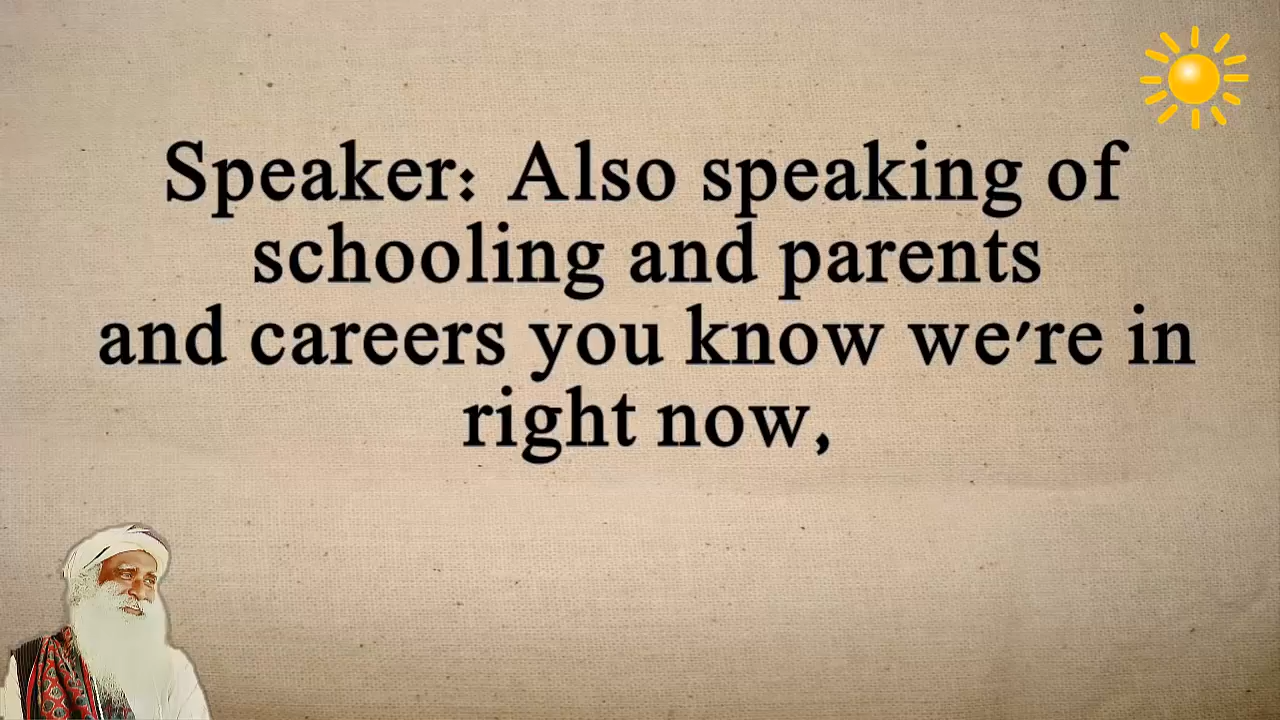 Speaker: Also speaking of
schooling and parents
and careers you know we're in
right now,